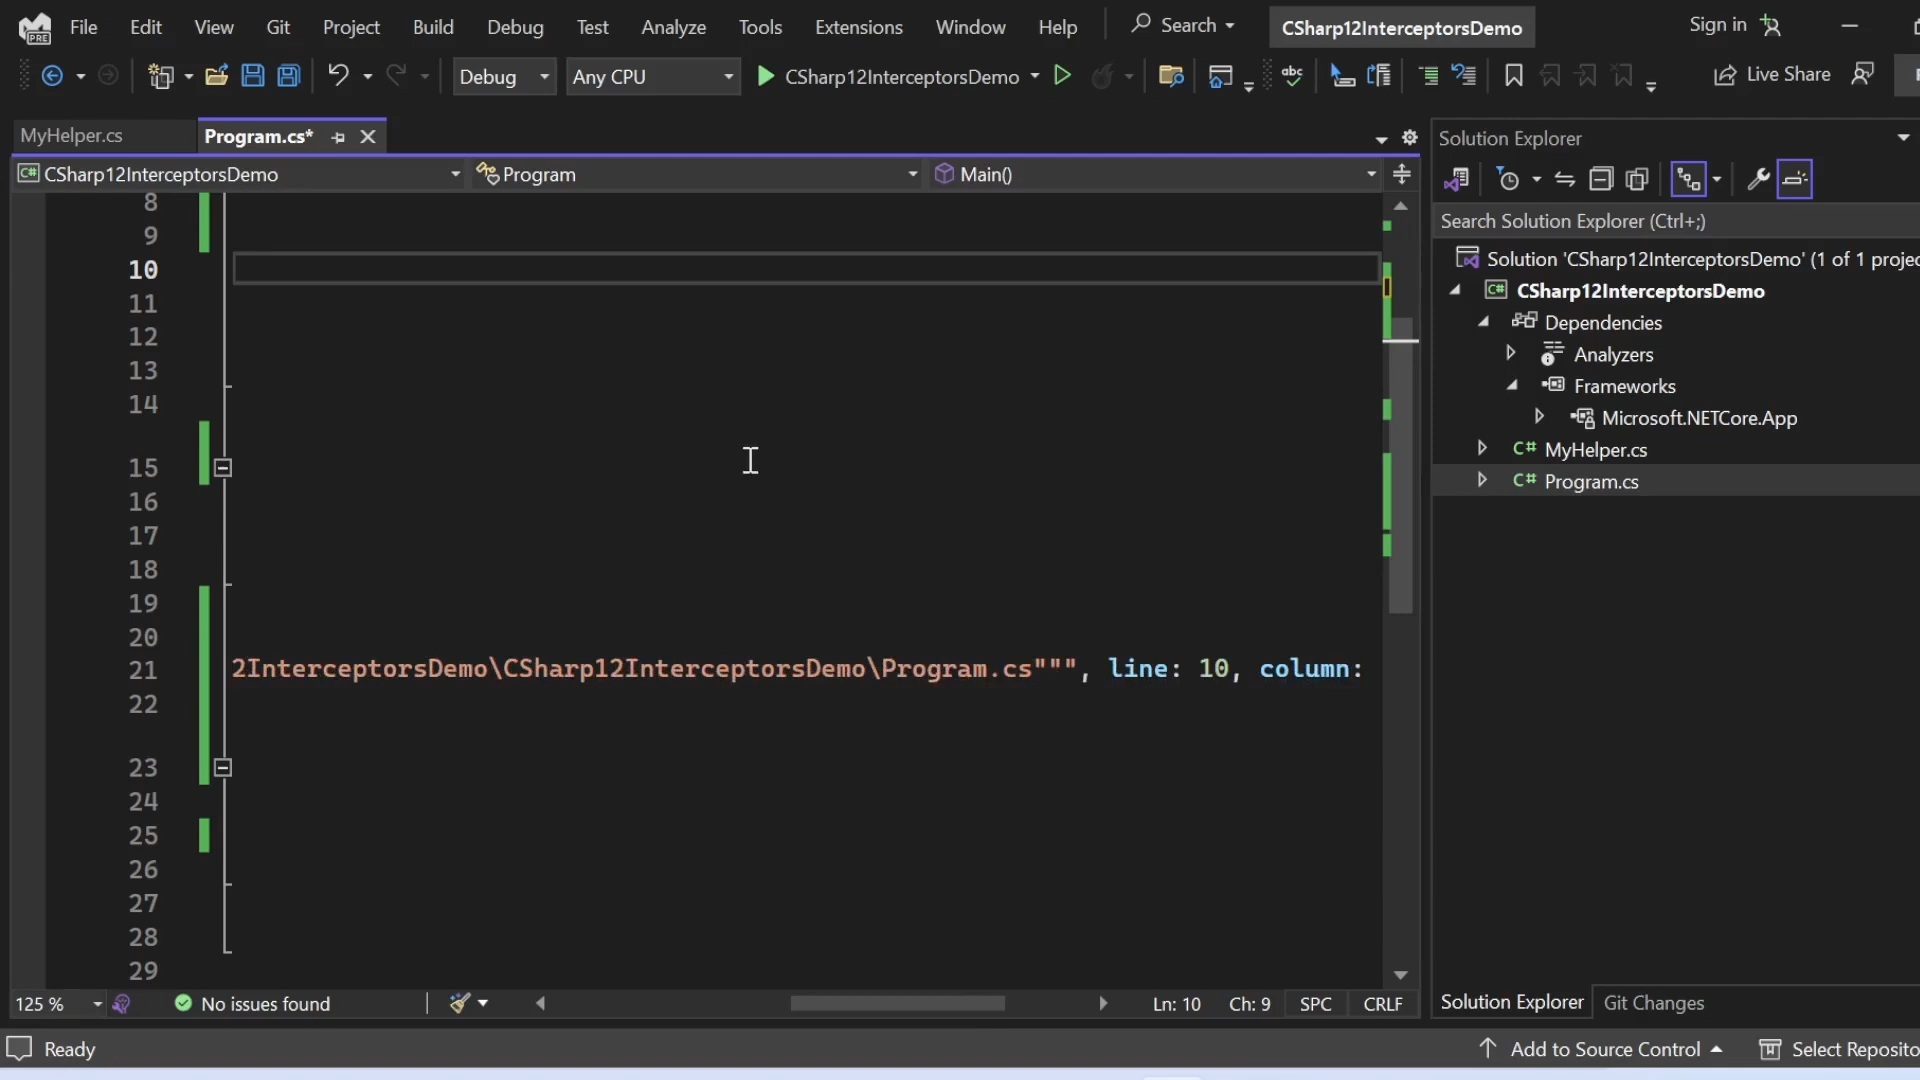 File Edit View Git Project Build Debug Test Analyze Tools Extensions Window Help Search CSharp12InterceptorsDemo Sign in
PRE
Debug Any CPU CSharp12InterceptorsDemo abc Live Share
MyHelper.cs Program.cs*
Solution Explorer
C# CSharp12InterceptorsDemo Program Main()
Search Solution Explorer (Ctrl+;)
Solution 'CSharp12InterceptorsDemo' (1 of 1 projec
C# CSharp12InterceptorsDemo
Dependencies
Analyzers
Frameworks
Microsoft.NETCore.App
C# MyHelper.cs
C# Program.cs
8
9
10
11
12
13
14
15
16
17
18
19
20
21 2InterceptorsDemo\CSharp12InterceptorsDemo\Program.cs""", line: 10, column:
22
23
24
25
26
27
28
29
125 % No issues found Ln: 10 Ch: 9 SPC CRLF
Solution Explorer Git Changes
Ready Add to Source Control Select Reposito